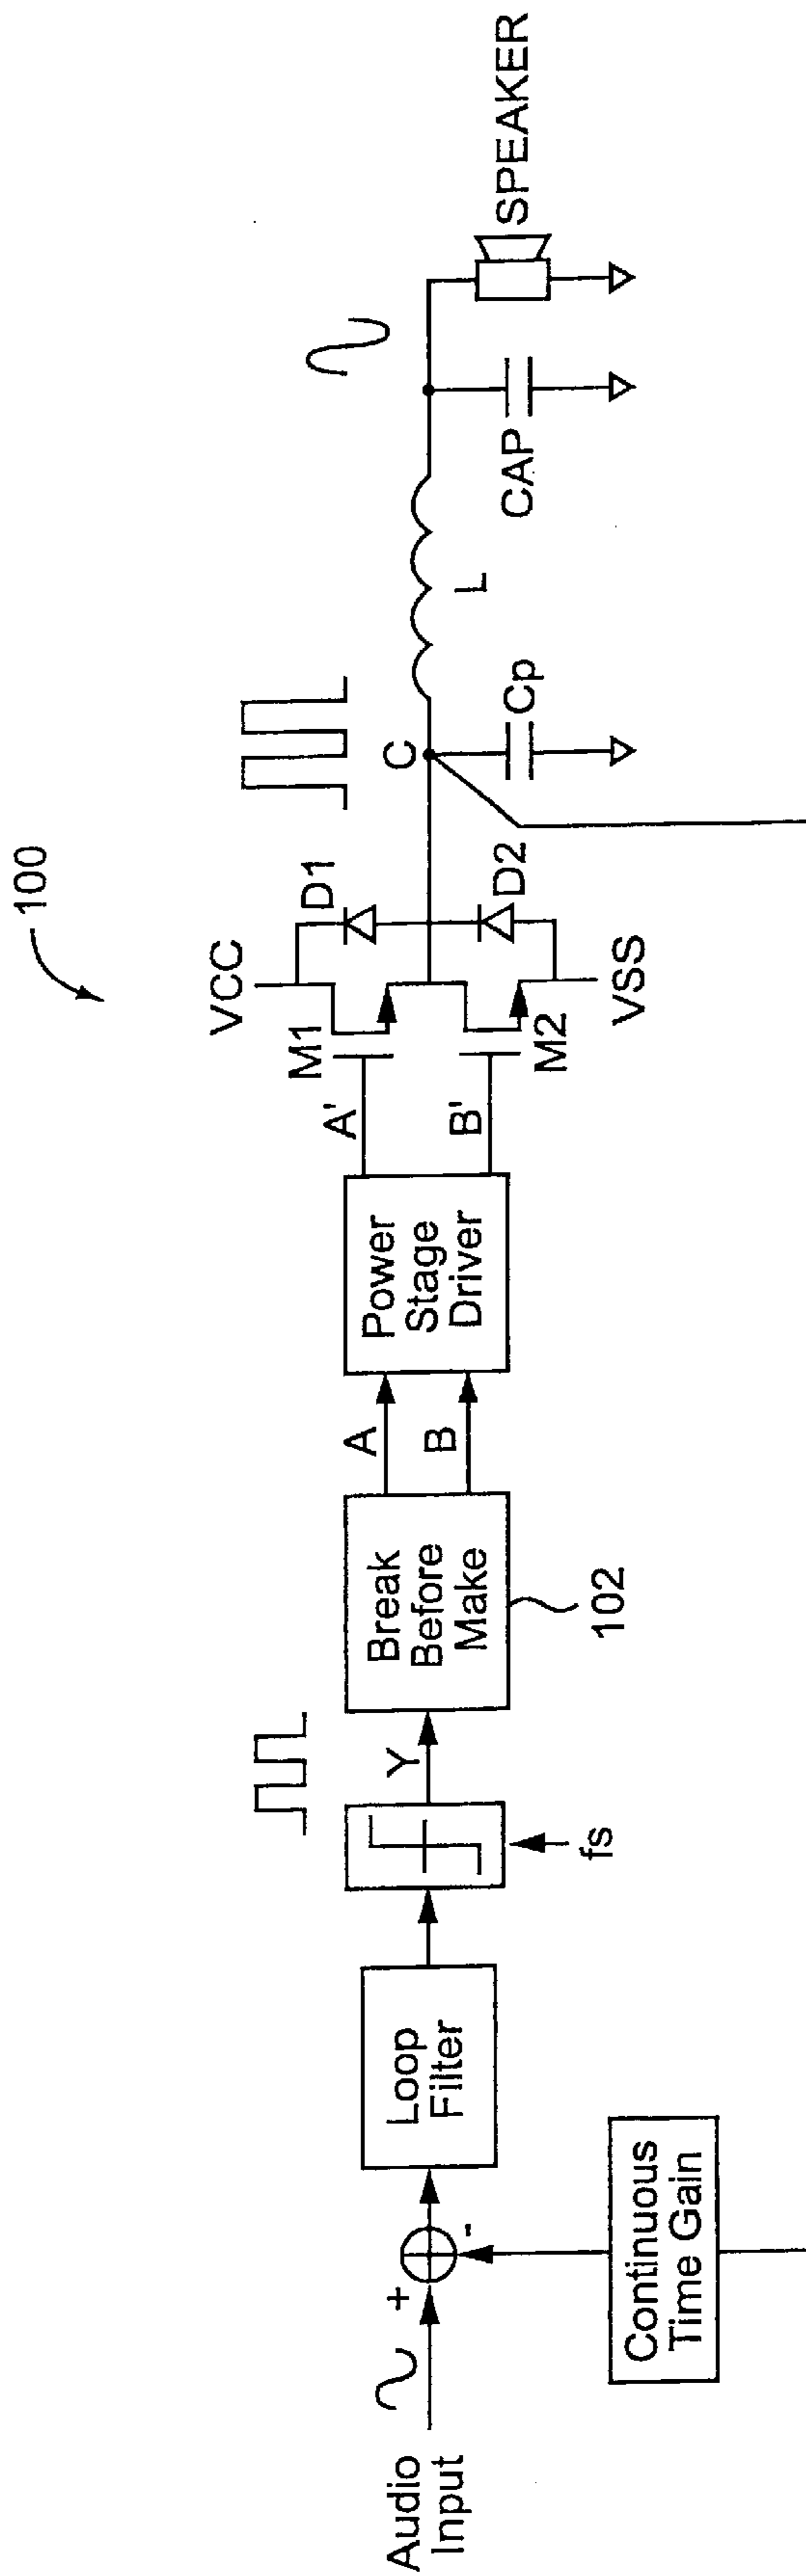 100
Audio
Input
+
-
Loop
Filter
fs
Y
Break
Before
Make
102
A
B
Power
Stage
Driver
A'
B'
VCC
M1
D1
M2
D2
VSS
C
Cp
L
CAP
SPEAKER
Continuous
Time Gain